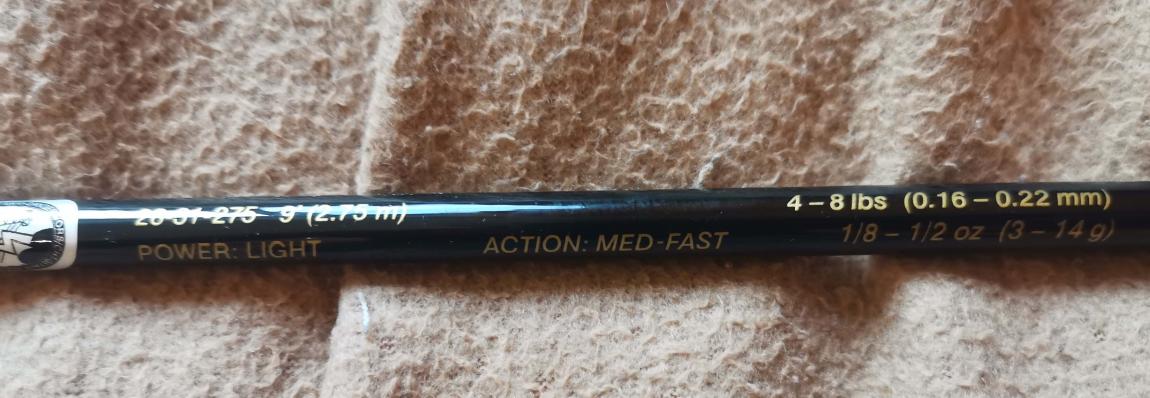 26-31-275 9' (2.75 m)
POWER: LIGHT
ACTION: MED-FAST
4 – 8 lbs (0.16 – 0.22 mm)
1/8 – 1/2 oz (3 – 14 g)